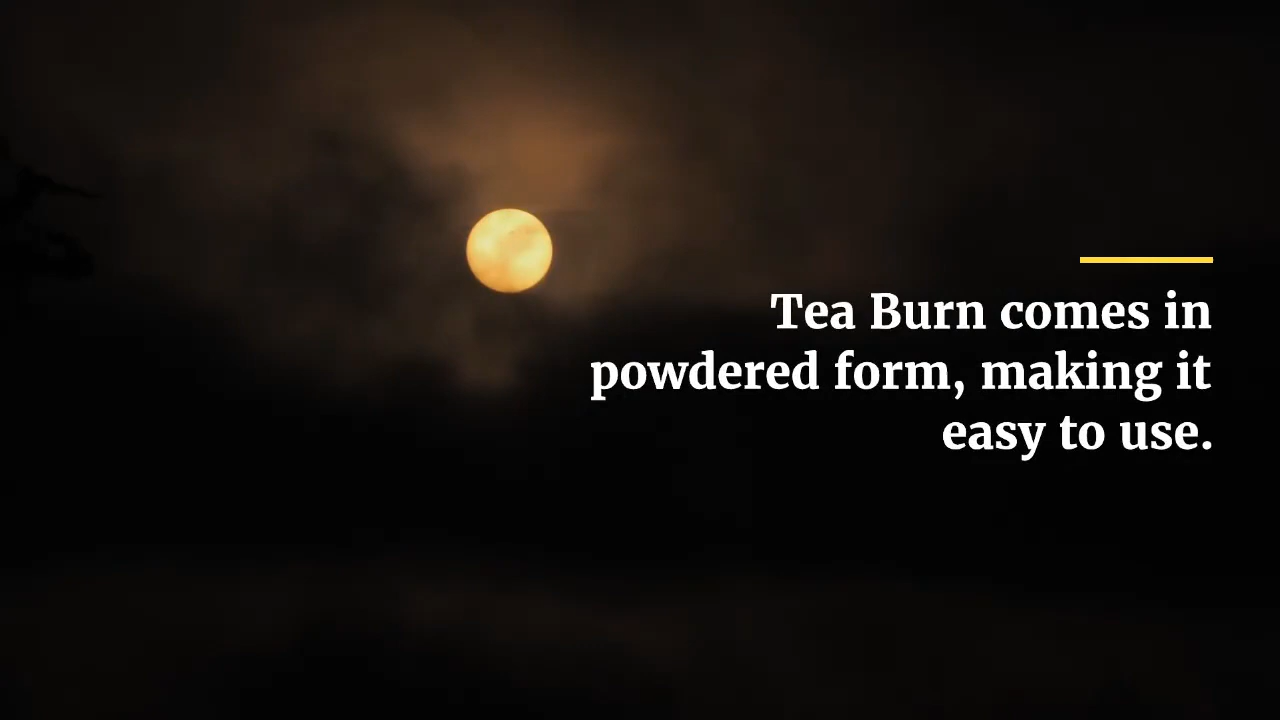 Tea Burn comes in
powdered form, making it
easy to use.